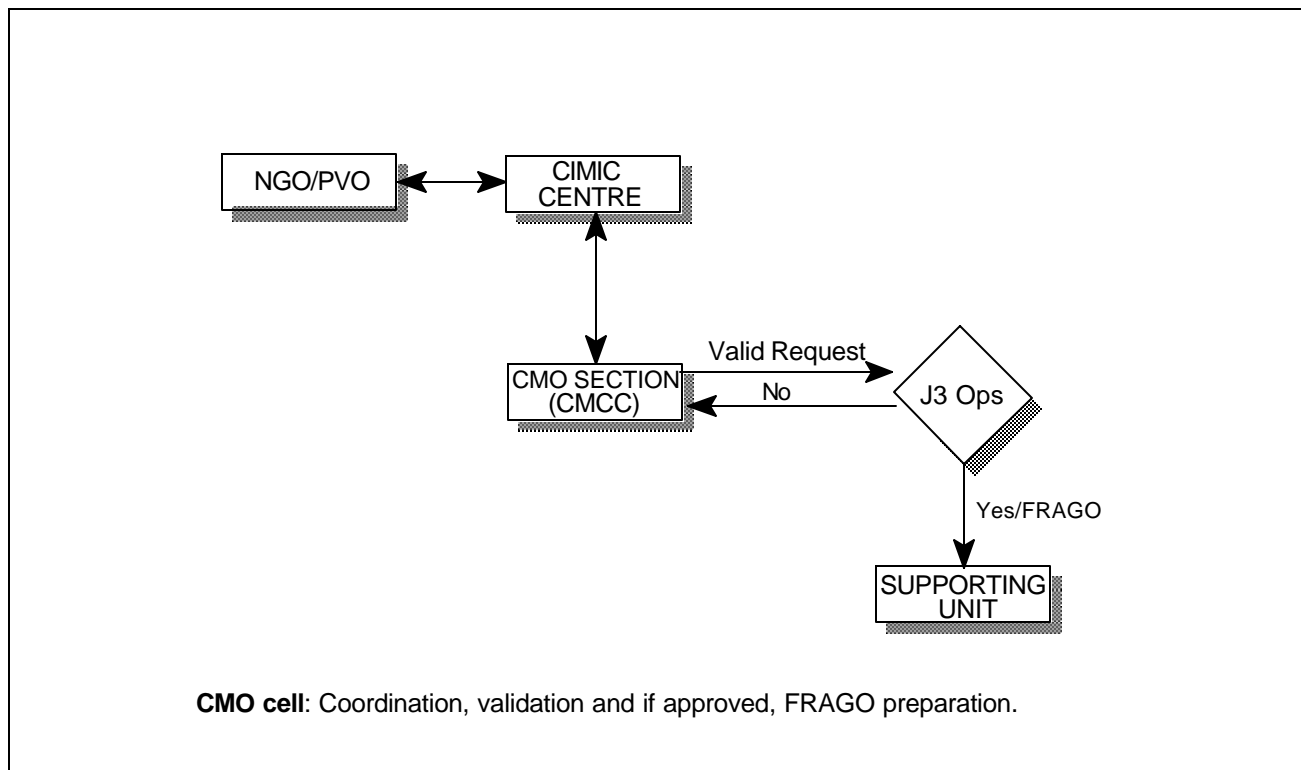 NGO/PVO
CIMIC
CENTRE
Valid Request
CMO SECTION
(CMCC)
No
J3 Ops
Yes/FRAGO
SUPPORTING
UNIT
CMO cell: Coordination, validation and if approved, FRAGO preparation.